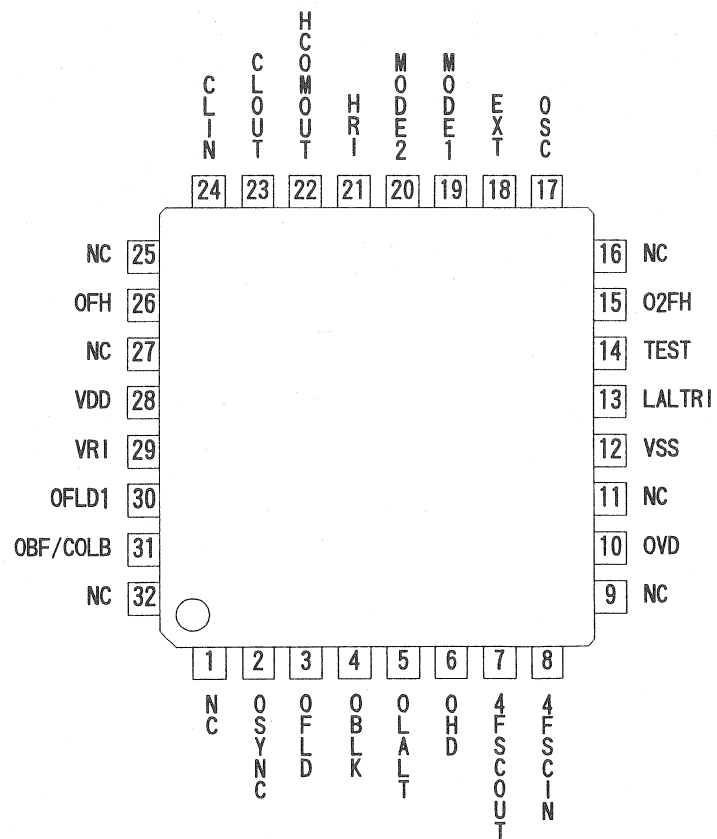 CLIN
CLOUT
HCOMOUT
HRI
MODE2
MODE1
EXT
OSC
24 23 22 21 20 19 18 17
NC 25
OFH 26
NC 27
VDD 28
VRI 29
OFLD1 30
OBF/COLB 31
NC 32
16 NC
15 O2FH
14 TEST
13 LALTRI
12 VSS
11 NC
10 OVD
9 NC
1 2 3 4 5 6 7 8
NC
OSYNC
OFLD
OBLK
OLALT
OHD
4FSCOUT
4FSCIN